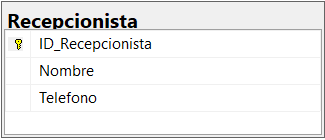 Recepcionista
ID_Recepcionista
Nombre
Telefono